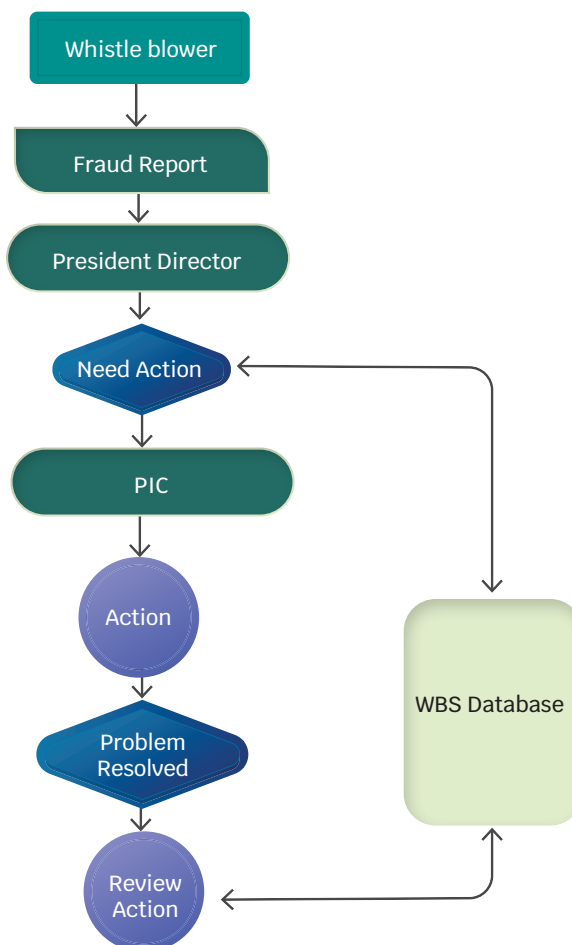 Whistle blower
Fraud Report
President Director
Need Action
PIC
Action
WBS Database
Problem
Resolved
Review
Action